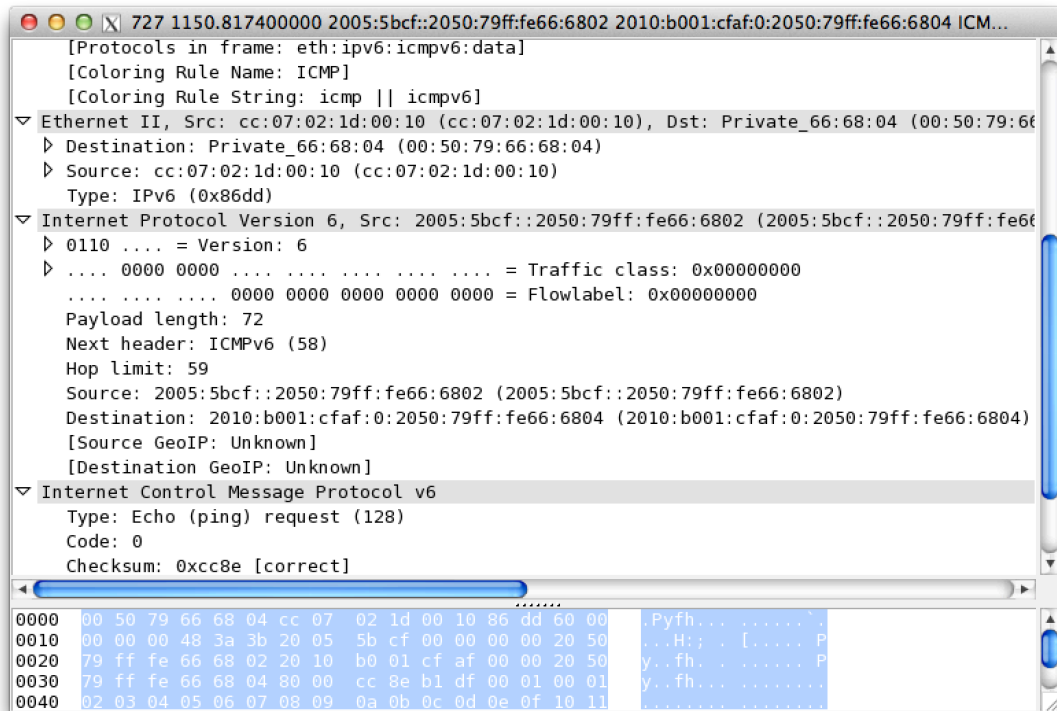 727 1150.817400000 2005:5bcf::2050:79ff:fe66:6802 2010:b001:cfaf:0:2050:79ff:fe66:6804 ICM...
[Protocols in frame: eth:ipv6:icmpv6:data]
[Coloring Rule Name: ICMP]
[Coloring Rule String: icmp || icmpv6]
Ethernet II, Src: cc:07:02:1d:00:10 (cc:07:02:1d:00:10), Dst: Private_66:68:04 (00:50:79:66
Destination: Private_66:68:04 (00:50:79:66:68:04)
Source: cc:07:02:1d:00:10 (cc:07:02:1d:00:10)
Type: IPv6 (0x86dd)
Internet Protocol Version 6, Src: 2005:5bcf::2050:79ff:fe66:6802 (2005:5bcf::2050:79ff:fe66
0110 .... = Version: 6
.... 0000 0000 .... .... .... .... .... = Traffic class: 0x00000000
.... .... .... 0000 0000 0000 0000 0000 = Flowlabel: 0x00000000
Payload length: 72
Next header: ICMPv6 (58)
Hop limit: 59
Source: 2005:5bcf::2050:79ff:fe66:6802 (2005:5bcf::2050:79ff:fe66:6802)
Destination: 2010:b001:cfaf:0:2050:79ff:fe66:6804 (2010:b001:cfaf:0:2050:79ff:fe66:6804)
[Source GeoIP: Unknown]
[Destination GeoIP: Unknown]
Internet Control Message Protocol v6
Type: Echo (ping) request (128)
Code: 0
Checksum: 0xcc8e [correct]
0000 00 50 79 66 68 04 cc 07 02 1d 00 10 86 dd 60 00 .Pyfh... ......`.
0010 00 00 00 48 3a 3b 20 05 5b cf 00 00 00 00 20 50 ...H:; . [..... P
0020 79 ff fe 66 68 02 20 10 b0 01 cf af 00 00 20 50 y..fh. . ...... P
0030 79 ff fe 66 68 04 80 00 cc 8e b1 df 00 01 00 01 y..fh... ........
0040 02 03 04 05 06 07 08 09 0a 0b 0c 0d 0e 0f 10 11 ........ ........